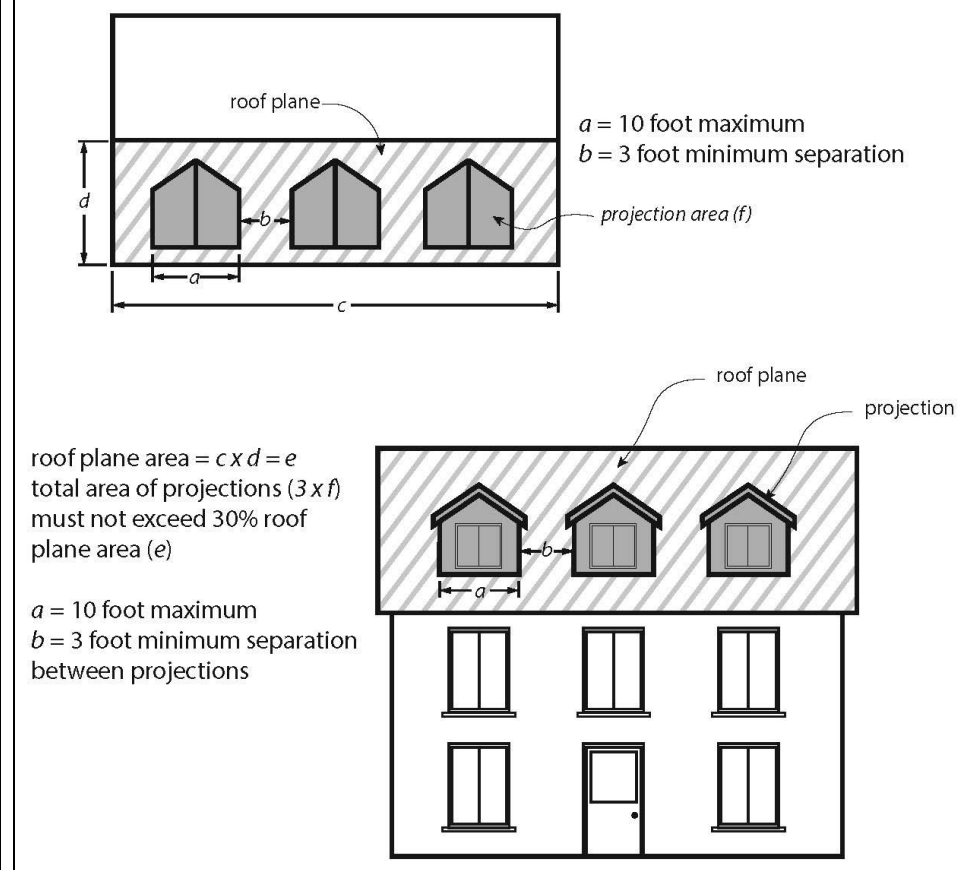 roof plane
a = 10 foot maximum
b = 3 foot minimum separation
d
b
projection area (f)
a
c
roof plane
projection
roof plane area = c x d = e
total area of projections (3 x f)
must not exceed 30% roof
plane area (e)
b
a
a = 10 foot maximum
b = 3 foot minimum separation
between projections